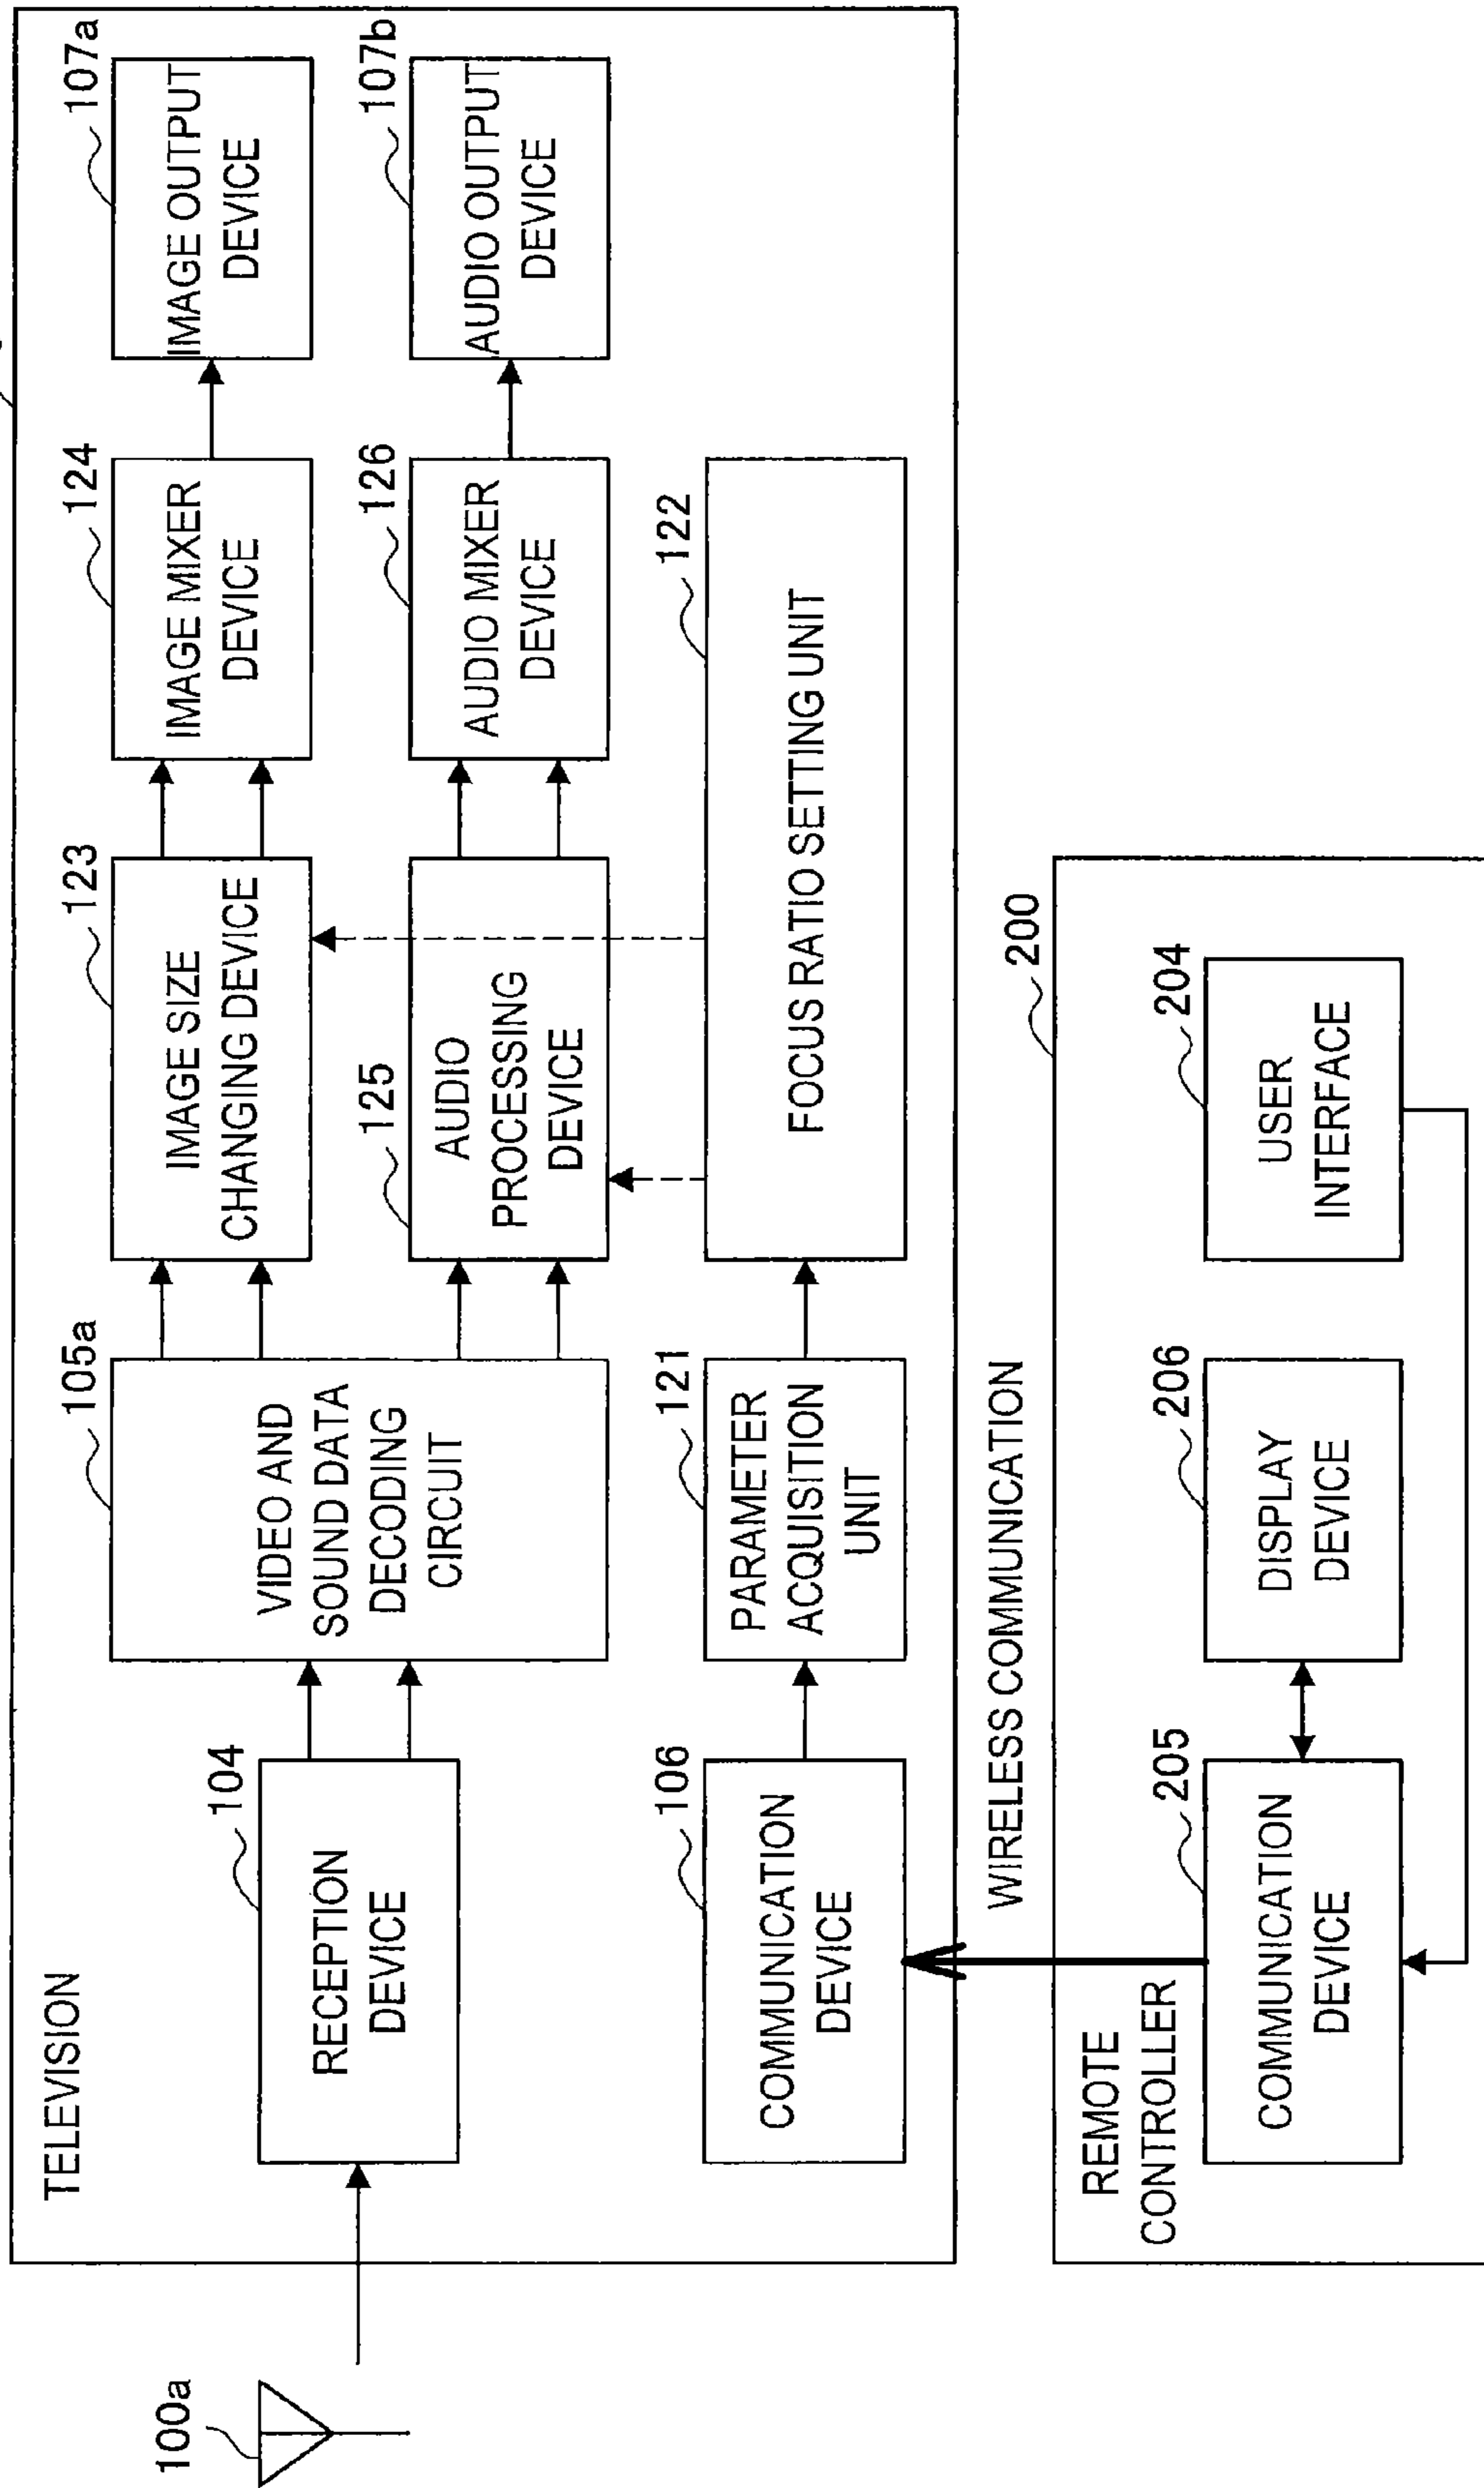 TELEVISION
100a
104
RECEPTION
DEVICE
105a
VIDEO AND
SOUND DATA
DECODING
CIRCUIT
123
IMAGE SIZE
CHANGING DEVICE
124
IMAGE MIXER
DEVICE
107a
IMAGE OUTPUT
DEVICE
125
AUDIO
PROCESSING
DEVICE
126
AUDIO MIXER
DEVICE
107b
AUDIO OUTPUT
DEVICE
106
COMMUNICATION
DEVICE
121
PARAMETER
ACQUISITION
UNIT
122
FOCUS RATIO SETTING UNIT
WIRELESS COMMUNICATION
200
REMOTE
CONTROLLER
205
COMMUNICATION
DEVICE
206
DISPLAY
DEVICE
204
USER
INTERFACE